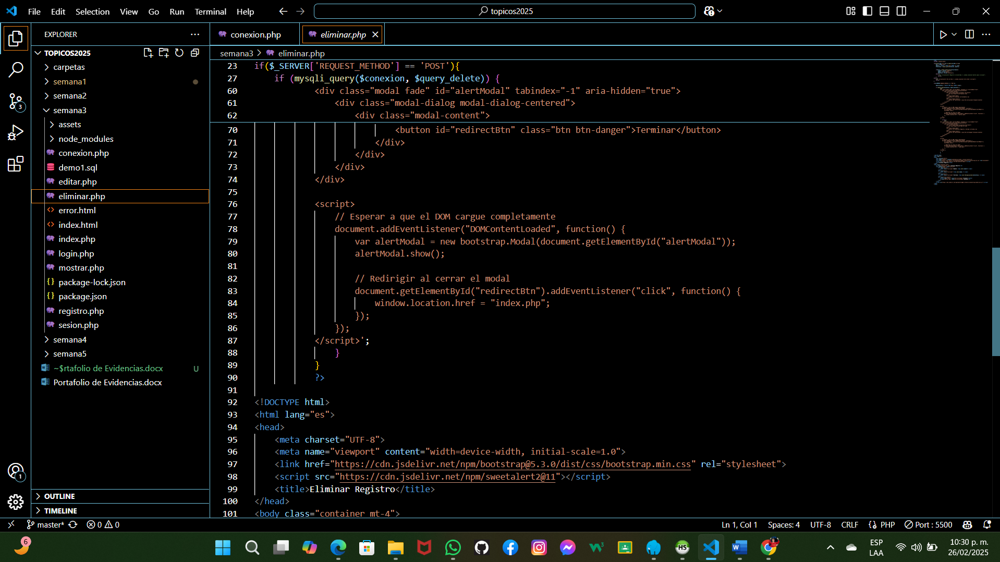 File Edit Selection View Go Run Terminal Help
topicos2025
EXPLORER
TOPICOS2025
carpetas
semana1
semana2
semana3
assets
node_modules
conexion.php
demo1.sql
editar.php
eliminar.php
error.html
index.html
index.php
login.php
mostrar.php
package-lock.json
package.json
registro.php
sesion.php
semana4
semana5
~$rtafolio de Evidencias.docx U
Portafolio de Evidencias.docx
OUTLINE
TIMELINE
3
1
conexion.php
eliminar.php
semana3 > eliminar.php
23 if($_SERVER['REQUEST_METHOD'] == 'POST'){
27 if (mysqli_query($conexion, $query_delete)) {
60 <div class="modal fade" id="alertModal" tabindex="-1" aria-hidden="true">
61 <div class="modal-dialog modal-dialog-centered">
62 <div class="modal-content">
70 <button id="redirectBtn" class="btn btn-danger">Terminar</button>
71 </div>
72 </div>
73 </div>
74 </div>
75
76 <script>
77 // Esperar a que el DOM cargue completamente
78 document.addEventListener("DOMContentLoaded", function() {
79 var alertModal = new bootstrap.Modal(document.getElementById("alertModal"));
80 alertModal.show();
81
82 // Redirigir al cerrar el modal
83 document.getElementById("redirectBtn").addEventListener("click", function() {
84 window.location.href = "index.php";
85 });
86 });
87 </script>';
88 }
89 }
90 ?>
91
92 <!DOCTYPE html>
93 <html lang="es">
94 <head>
95 <meta charset="UTF-8">
96 <meta name="viewport" content="width=device-width, initial-scale=1.0">
97 <link href="https://cdn.jsdelivr.net/npm/bootstrap@5.3.0/dist/css/bootstrap.min.css" rel="stylesheet">
98 <script src="https://cdn.jsdelivr.net/npm/sweetalert2@11"></script>
99 <title>Eliminar Registro</title>
100 </head>
101 <body class="container mt-4">
master* 0 0 Ln 1, Col 1 Spaces: 4 UTF-8 CRLF PHP Port : 5500
6
HS
ESP
LAA
10:30 p. m.
26/02/2025